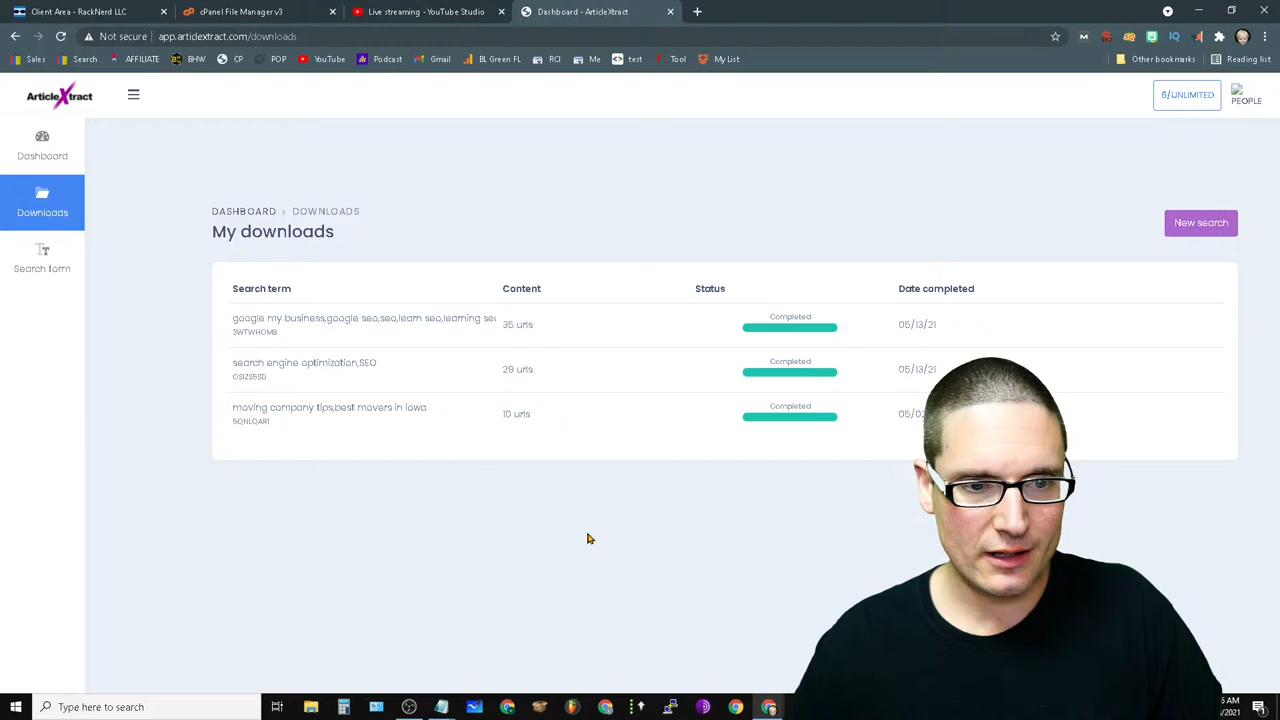 Client Area - RackNerd LLC
cPanel File Manager v3
Live streaming - YouTube Studio
Dashboard - ArticleXtract
Not secure
app.articlextract.com/downloads
Sales
Search
AFFILIATE
BHW
CP
POP
YouTube
Podcast
Gmail
BL Green FL
RCI
Me
test
Tool
My List
Other bookmarks
Reading list
ArticleXtract
6/UNLIMITED
PEOPLE
Dashboard
Downloads
Search form
DASHBOARD > DOWNLOADS
My downloads
New search
Search term
Content
Status
Date completed
google my business,google seo,seo,learn seo,learning seo
35 urls
Completed
05/13/21
3WTWHOMB
search engine optimization,SEO
29 urls
Completed
05/13/21
moving company tips,best movers in iowa
10 urls
Completed
Type here to search